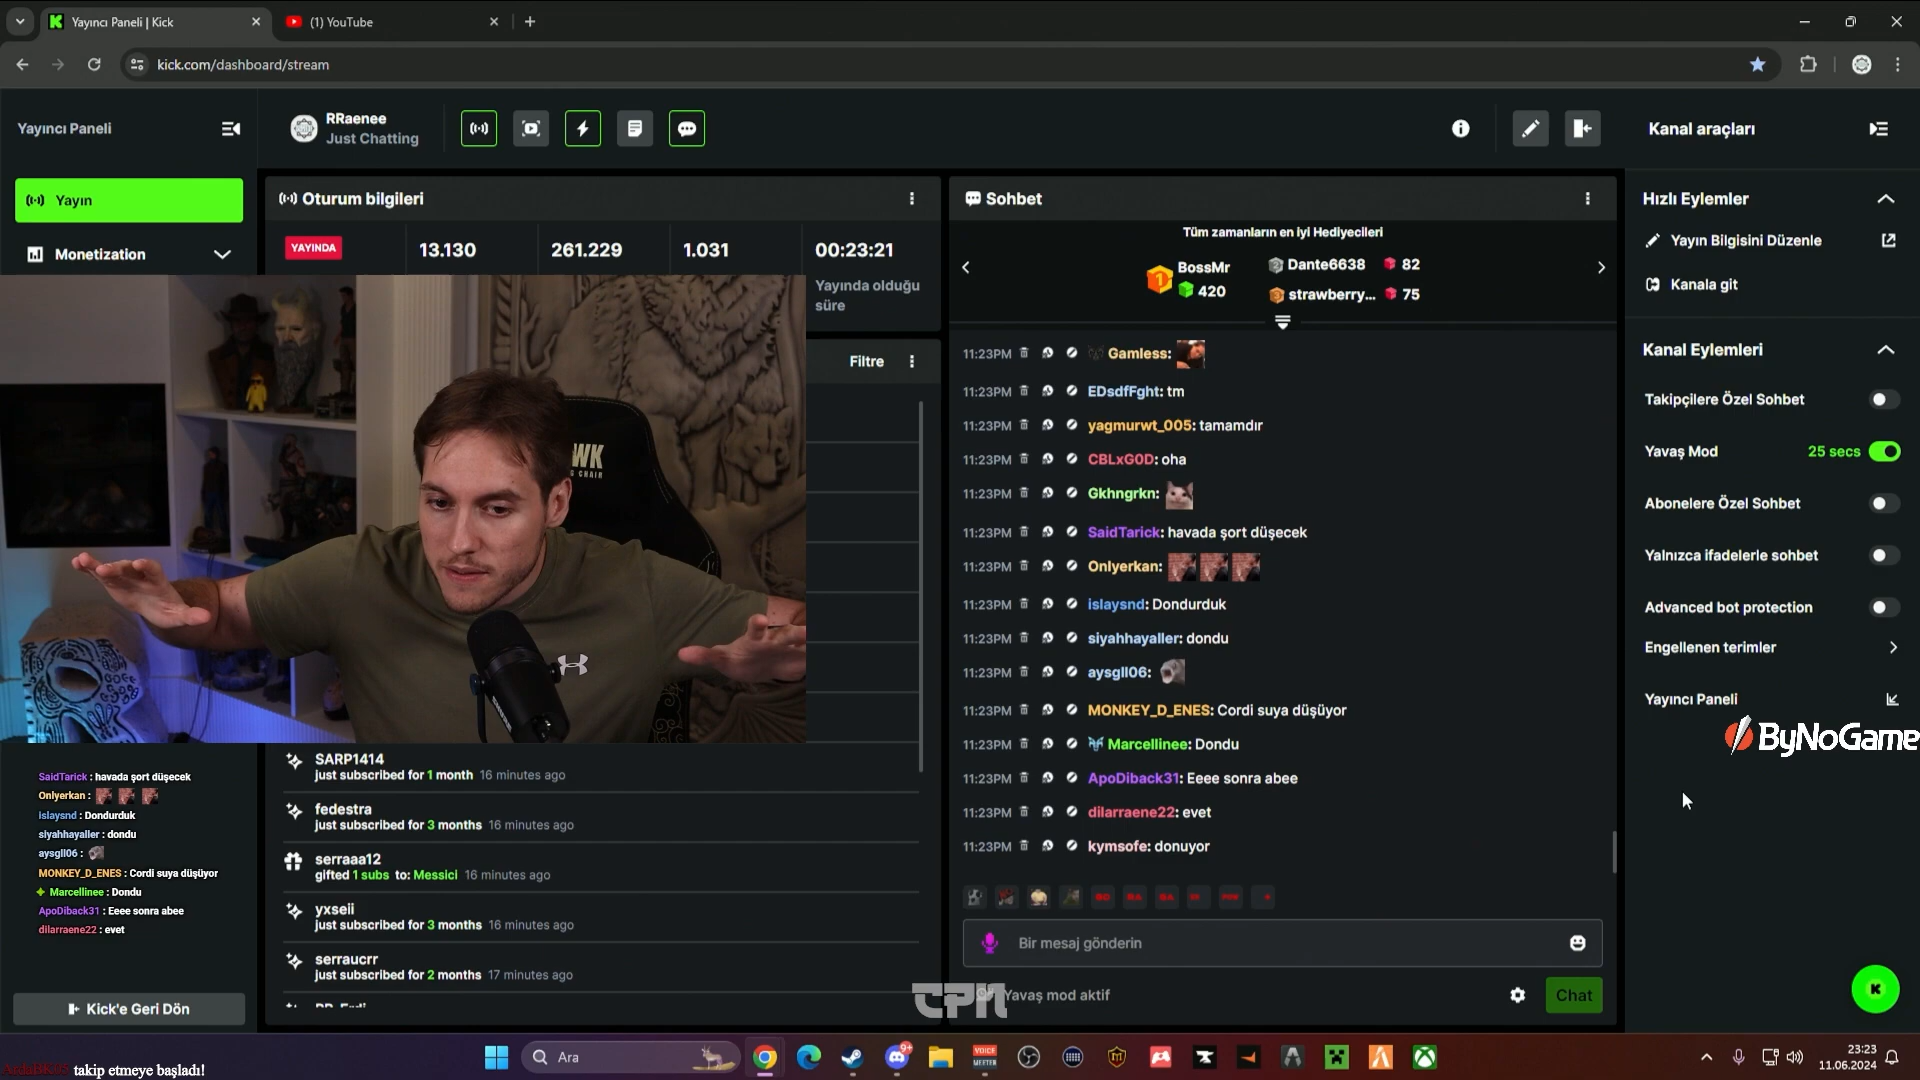 Yayıncı Paneli | Kick
(1) YouTube
kick.com/dashboard/stream
Yayıncı Paneli
RRaenee
Just Chatting
Kanal araçları
Yayın
Monetization
Oturum bilgileri
YAYINDA
13.130
261.229
1.031
00:23:21
Yayında olduğu
süre
Filtre
WK
G CHAIR
SARP1414
just subscribed for 1 month 16 minutes ago
fedestra
just subscribed for 3 months 16 minutes ago
serraaa12
gifted 1 subs to: Messici 16 minutes ago
yxseii
just subscribed for 3 months 16 minutes ago
serraucrr
just subscribed for 2 months 17 minutes ago
SaidTarick : havada şort düşecek
Onlyerkan :
islaysnd : Dondurduk
siyahhayaller : dondu
aysgll06 :
MONKEY_D_ENES : Cordi suya düşüyor
Marcellinee : Dondu
ApoDiback31 : Eeee sonra abee
dilarraene22 : evet
Kick'e Geri Dön
Sohbet
Tüm zamanların en iyi Hediyecileri
1 BossMr
420
Dante6638 82
strawberry... 75
11:23PM Gamless:
11:23PM EDsdfFght: tm
11:23PM yagmurwt_005: tamamdır
11:23PM CBLxG0D: oha
11:23PM Gkhngrkn:
11:23PM SaidTarick: havada şort düşecek
11:23PM Onlyerkan:
11:23PM islaysnd: Dondurduk
11:23PM siyahhayaller: dondu
11:23PM aysgll06:
11:23PM MONKEY_D_ENES: Cordi suya düşüyor
11:23PM Marcellinee: Dondu
11:23PM ApoDiback31: Eeee sonra abee
11:23PM dilarraene22: evet
11:23PM kymsofe: donuyor
Bir mesaj gönderin
Yavaş mod aktif
Chat
Hızlı Eylemler
Yayın Bilgisini Düzenle
Kanala git
Kanal Eylemleri
Takipçilere Özel Sohbet
Yavaş Mod 25 secs
Abonelere Özel Sohbet
Yalnızca ifadelerle sohbet
Advanced bot protection
Engellenen terimler
Yayıncı Paneli
ByNoGame
takip etmeye başladı!
Ara
9+
VOICE
MEETER
23:23
11.06.2024